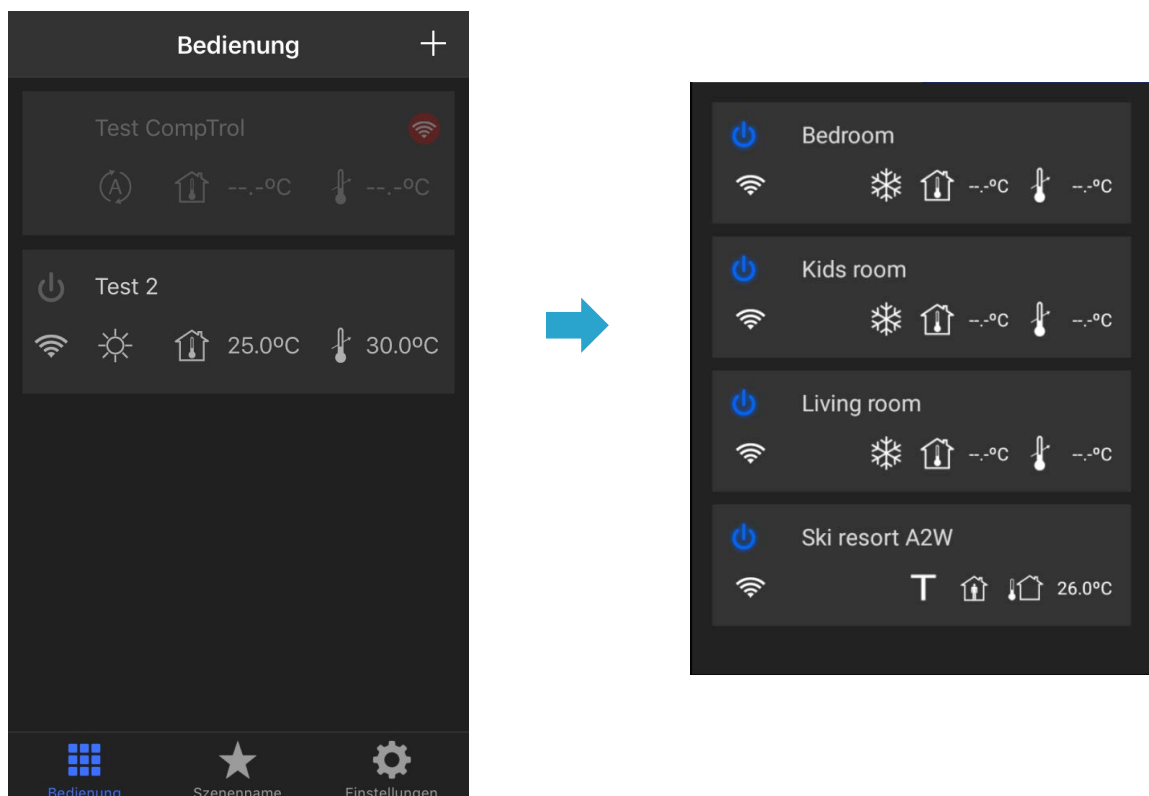 Bedienung
Test CompTrol
A --.-ºC --.-ºC
Test 2
25.0ºC 30.0ºC
Bedienung Szenenname Einstellungen
Bedroom
--.-ºC --.-ºC
Kids room
--.-ºC --.-ºC
Living room
--.-ºC --.-ºC
Ski resort A2W
T 26.0ºC